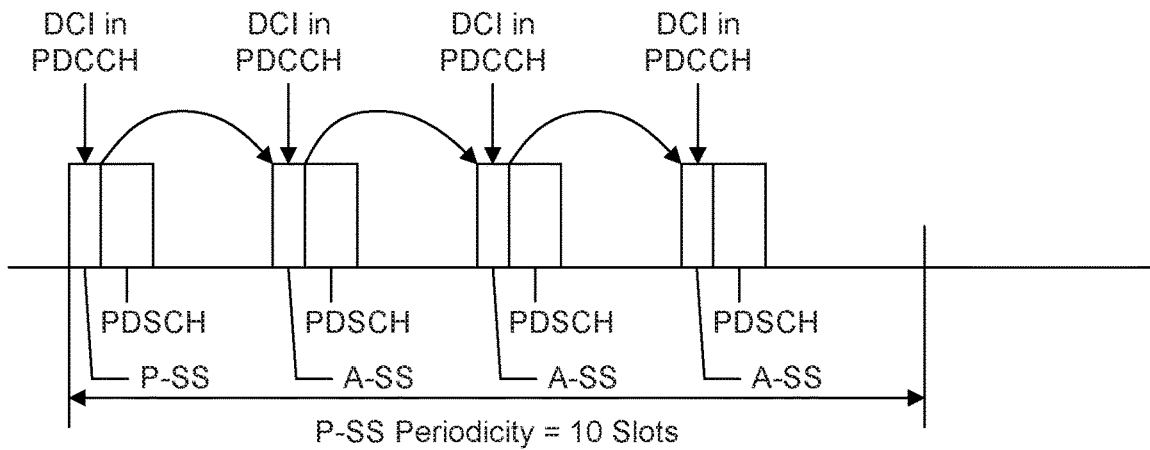 DCI in
PDCCH
DCI in
PDCCH
DCI in
PDCCH
DCI in
PDCCH
PDSCH
PDSCH
PDSCH
PDSCH
P-SS
A-SS
A-SS
A-SS
P-SS Periodicity = 10 Slots